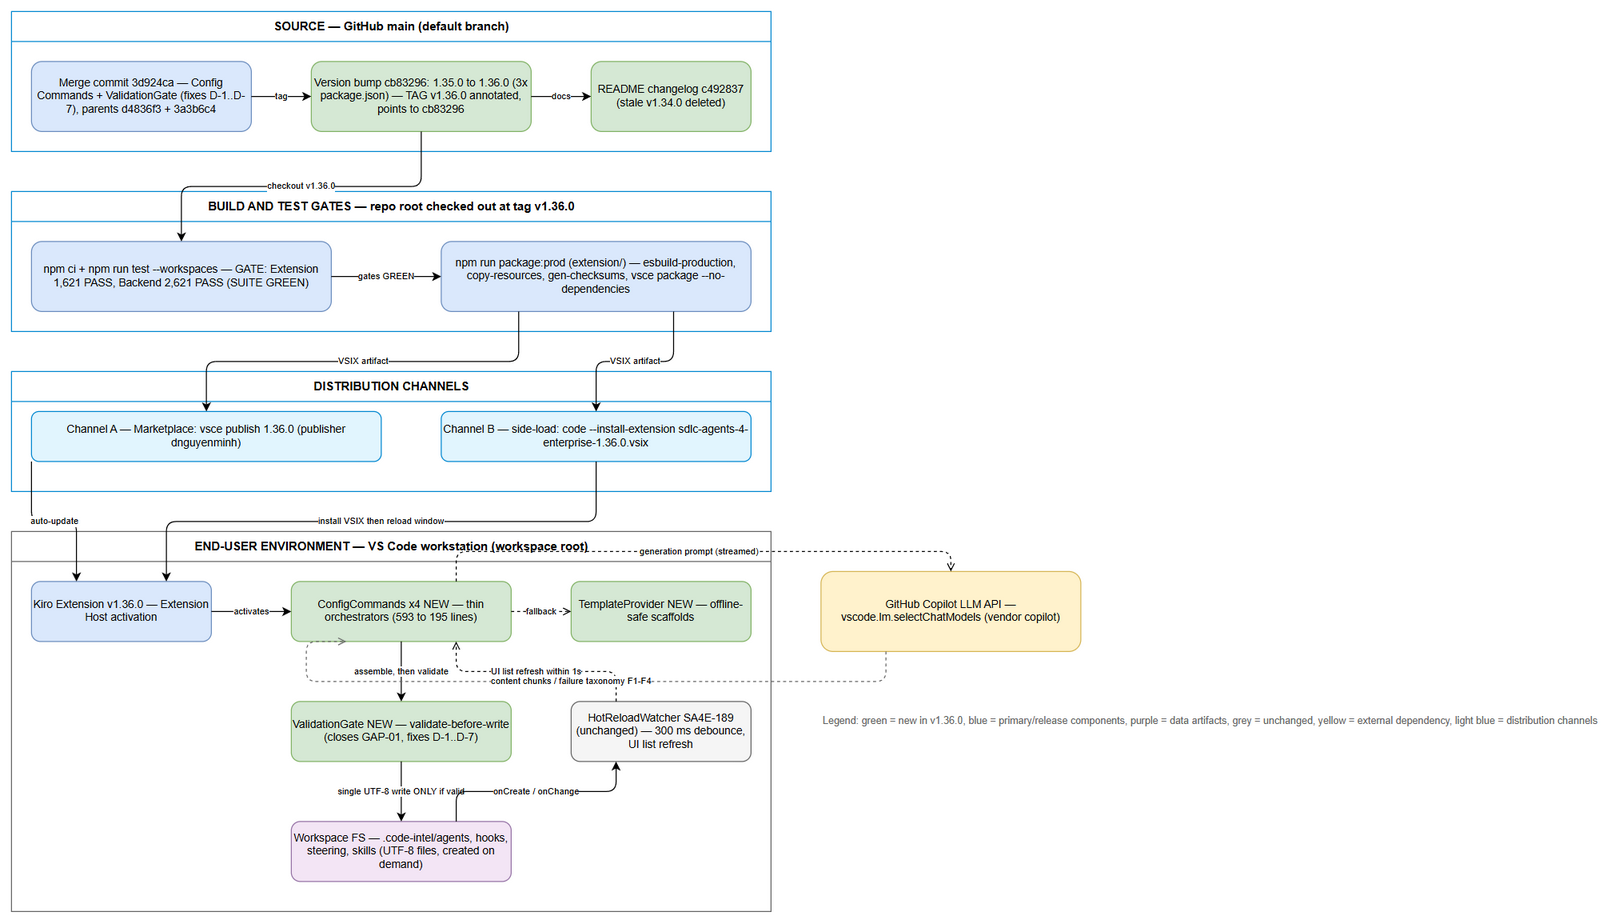 SOURCE — GitHub main (default branch)
Merge commit 3d924ca — Config
Commands + ValidationGate (fixes D-1..D-
7), parents d4836f3 + 3a3b6c4
tag
Version bump cb83296: 1.35.0 to 1.36.0 (3x
package.json) — TAG v1.36.0 annotated,
points to cb83296
docs
README changelog c492837
(stale v1.34.0 deleted)
checkout v1.36.0
BUILD AND TEST GATES — repo root checked out at tag v1.36.0
npm ci + npm run test --workspaces — GATE: Extension
1,621 PASS, Backend 2,621 PASS (SUITE GREEN)
gates GREEN
npm run package:prod (extension/) — esbuild-production,
copy-resources, gen-checksums, vsce package --no-
dependencies
VSIX artifact
VSIX artifact
DISTRIBUTION CHANNELS
Channel A — Marketplace: vsce publish 1.36.0 (publisher
dnguyenminh)
Channel B — side-load: code --install-extension sdlc-agents-4-
enterprise-1.36.0.vsix
auto-update
install VSIX then reload window
END-USER ENVIRONMENT — VS Code workstation (workspace root)
generation prompt (streamed)
Kiro Extension v1.36.0 — Extension
Host activation
activates
ConfigCommands x4 NEW — thin
orchestrators (593 to 195 lines)
fallback
TemplateProvider NEW — offline-
safe scaffolds
GitHub Copilot LLM API —
vscode.lm.selectChatModels (vendor copilot)
assemble, then validate
UI list refresh within 1s
content chunks / failure taxonomy F1-F4
ValidationGate NEW — validate-before-write
(closes GAP-01, fixes D-1..D-7)
HotReloadWatcher SA4E-189
(unchanged) — 300 ms debounce,
UI list refresh
Legend: green = new in v1.36.0, blue = primary/release components, purple = data artifacts, grey = unchanged, yellow = external dependency, light blue = distribution channels
single UTF-8 write ONLY if valid
onCreate / onChange
Workspace FS — .code-intel/agents, hooks,
steering, skills (UTF-8 files, created on
demand)